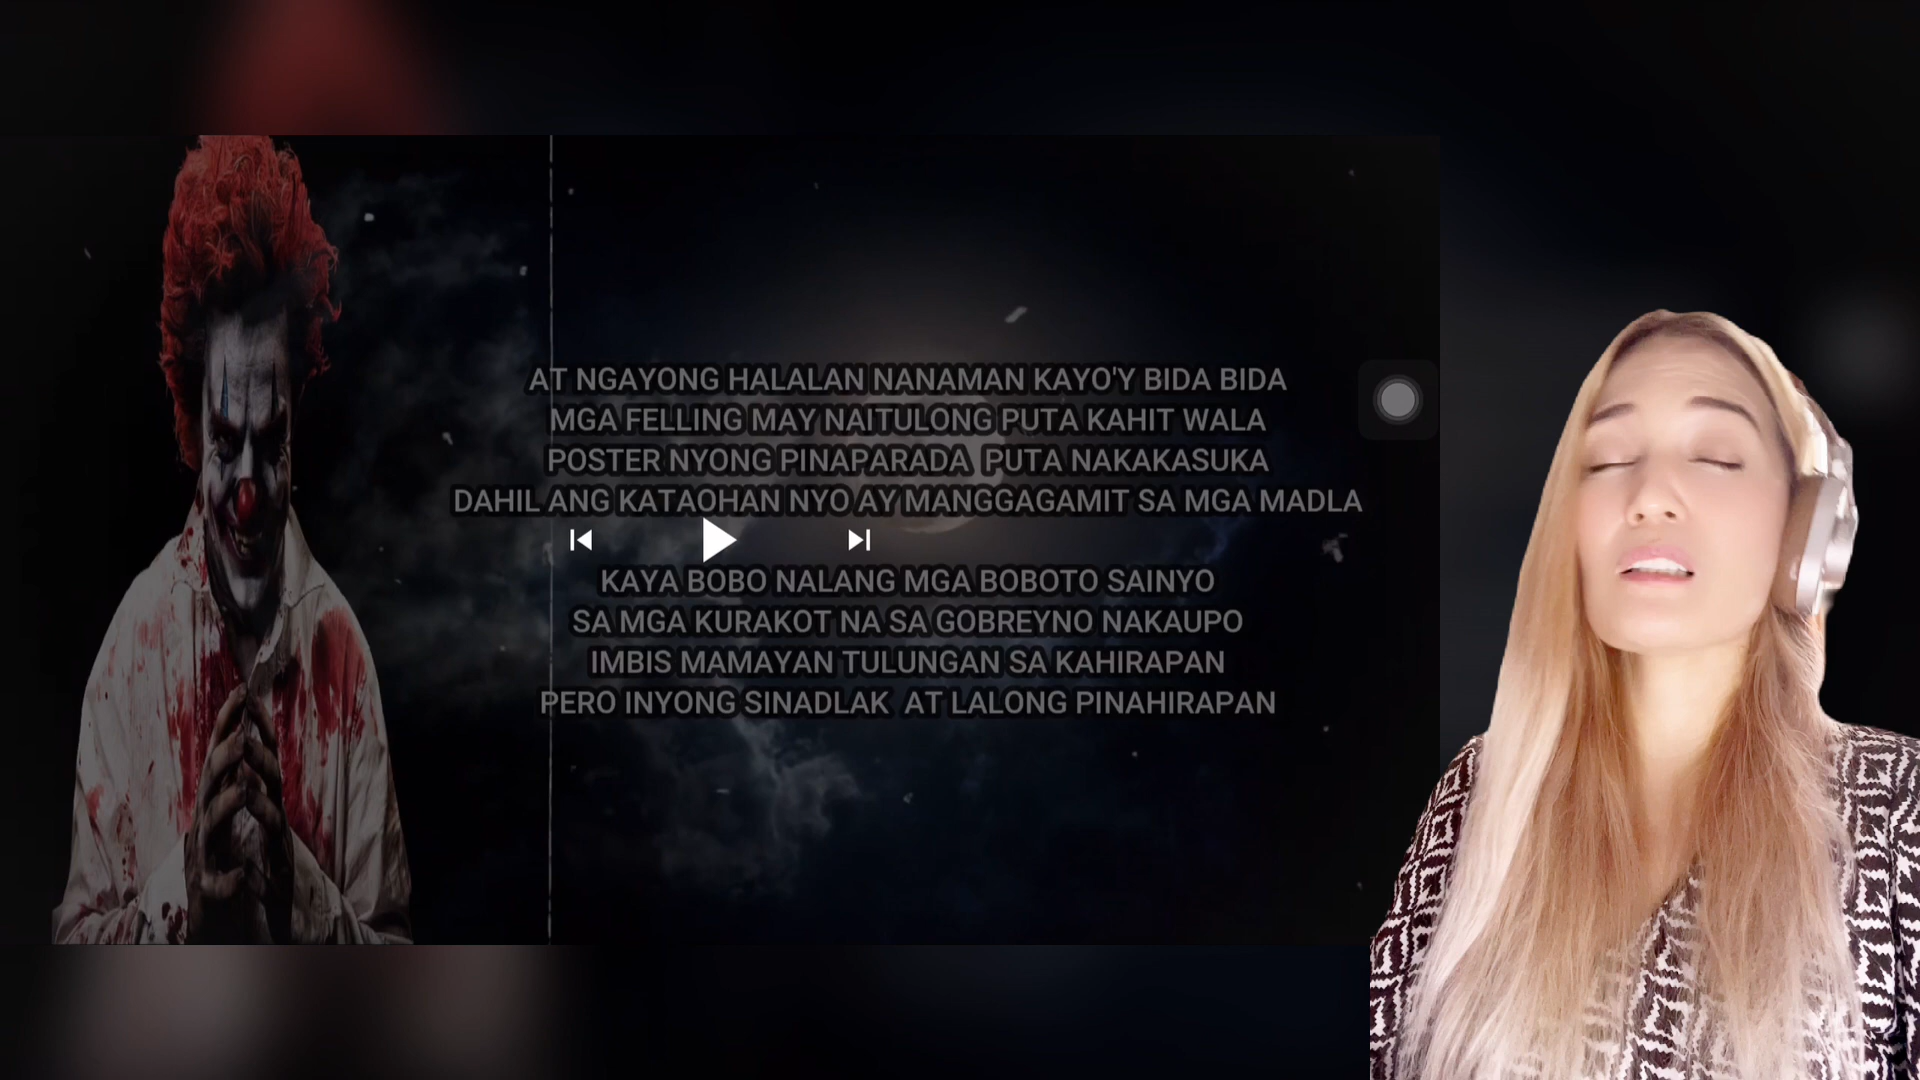 AT NGAYONG HALALAN NANAMAN KAYO'Y BIDA BIDA
MGA FELLING MAY NAITULONG PUTA KAHIT WALA
POSTER NYONG PINAPARADA PUTA NAKAKASUKA
DAHIL ANG KATAOHAN NYO AY MANGGAGAMIT SA MGA MADLA
KAYA BOBO NALANG MGA BOBOTO SAINYO
SA MGA KURAKOT NA SA GOBREYNO NAKAUPO
IMBIS MAMAYAN TULUNGAN SA KAHIRAPAN
PERO INYONG SINADLAK AT LALONG PINAHIRAPAN